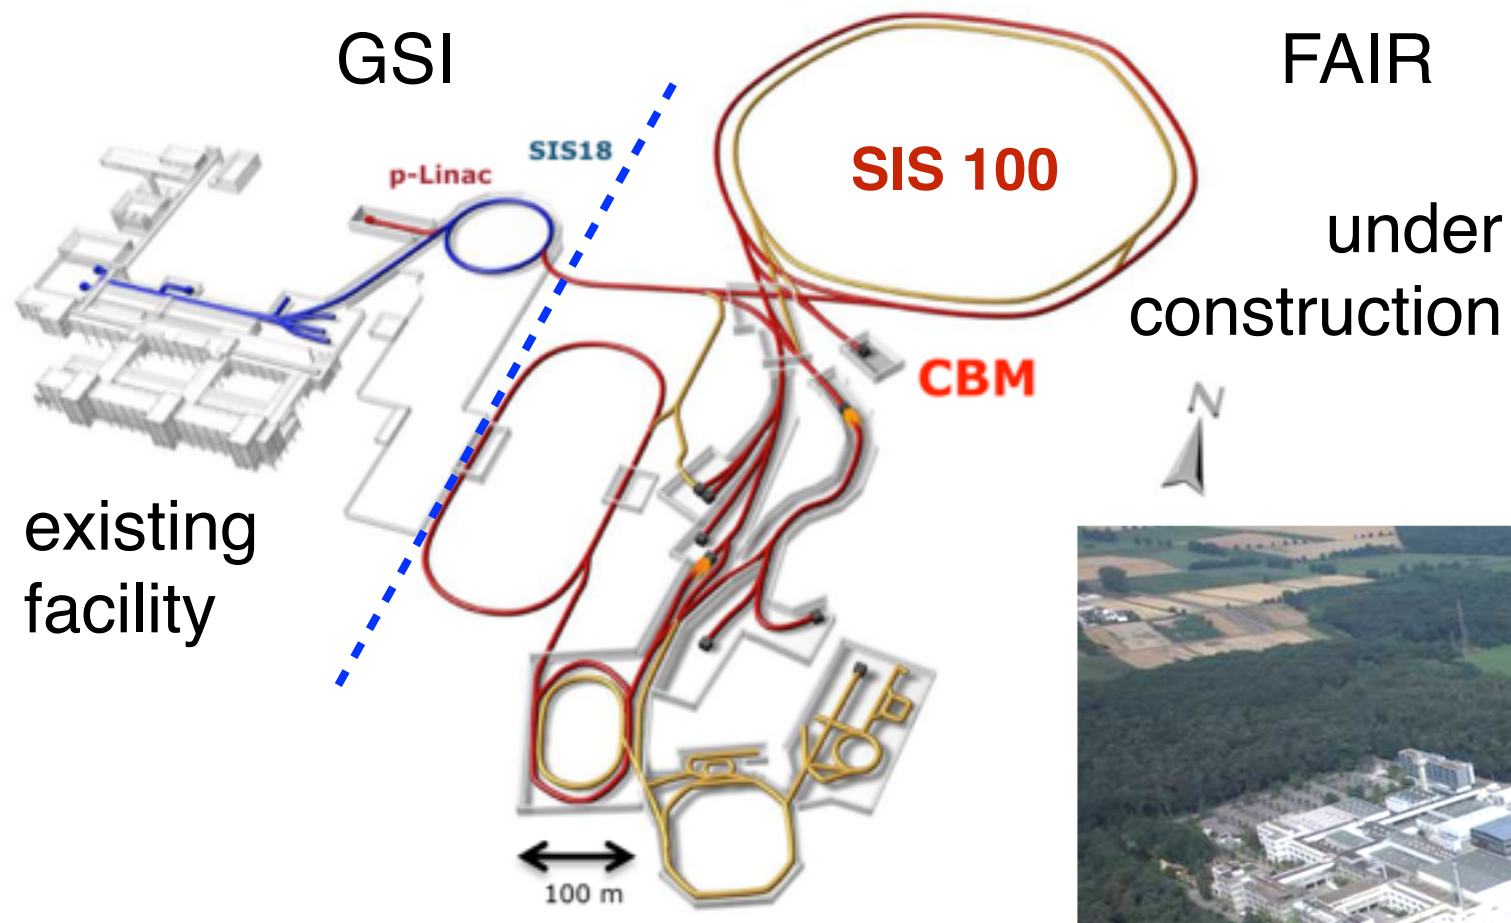 GSI
FAIR
SIS18
p-Linac
SIS 100
under
construction
CBM
N
existing
facility
100 m